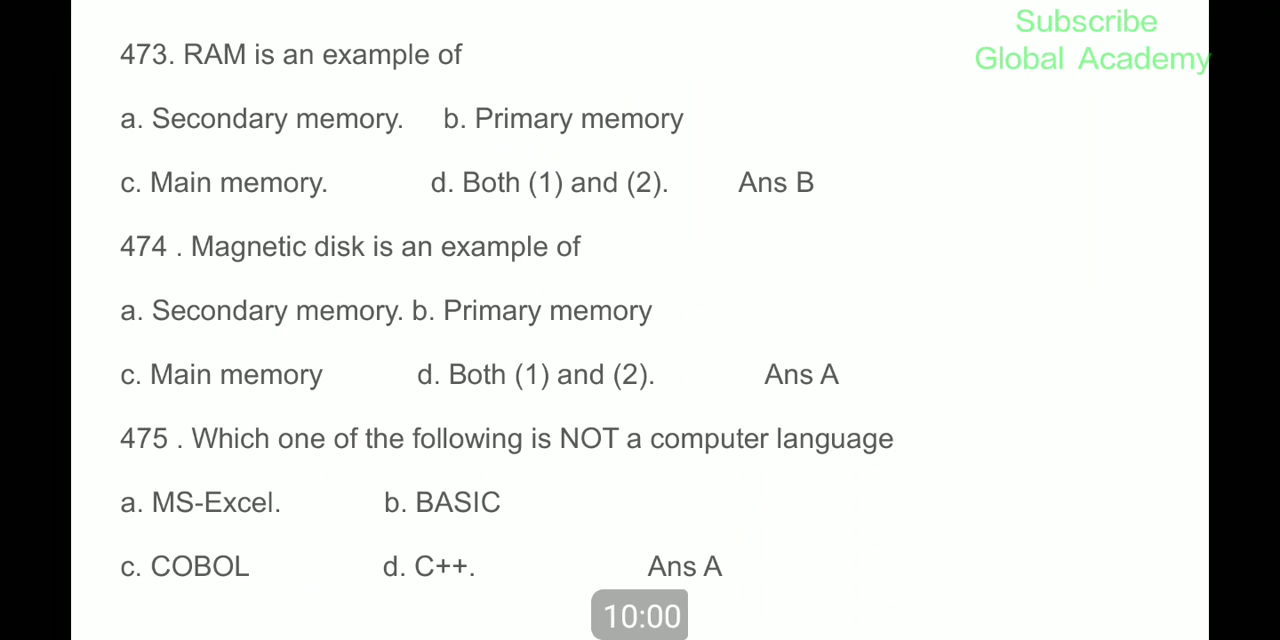 Subscribe
Global Academy
473. RAM is an example of
a. Secondary memory. b. Primary memory
c. Main memory. d. Both (1) and (2). Ans B
474 . Magnetic disk is an example of
a. Secondary memory. b. Primary memory
c. Main memory d. Both (1) and (2). Ans A
475 . Which one of the following is NOT a computer language
a. MS-Excel. b. BASIC
c. COBOL d. C++. Ans A
10:00